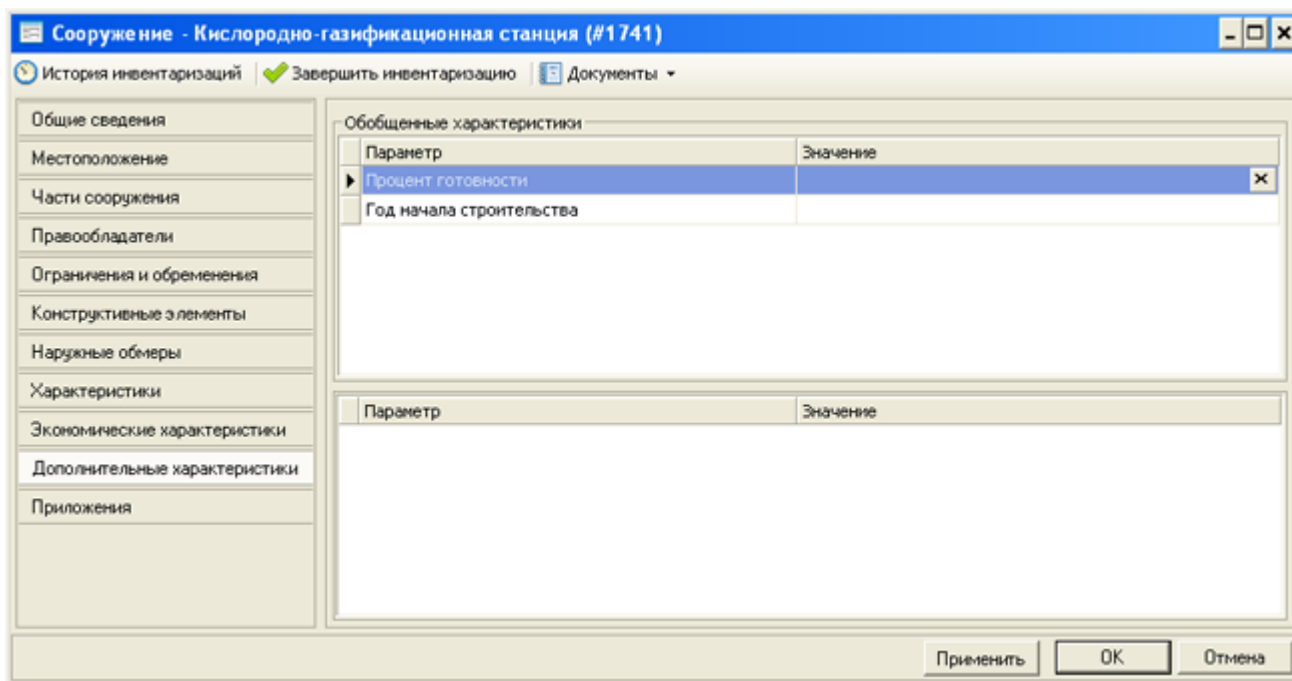 Сооружение - Кислородно-газификационная станция (#1741)
История инвентаризаций Завершить инвентаризацию Документы
Общие сведения
Местоположение
Части сооружения
Правообладатели
Ограничения и обременения
Конструктивные элементы
Наружные обмеры
Характеристики
Экономические характеристики
Дополнительные характеристики
Приложения
Обобщенные характеристики
Параметр Значение
Процент готовности
Год начала строительства
Параметр Значение
Применить OK Отмена